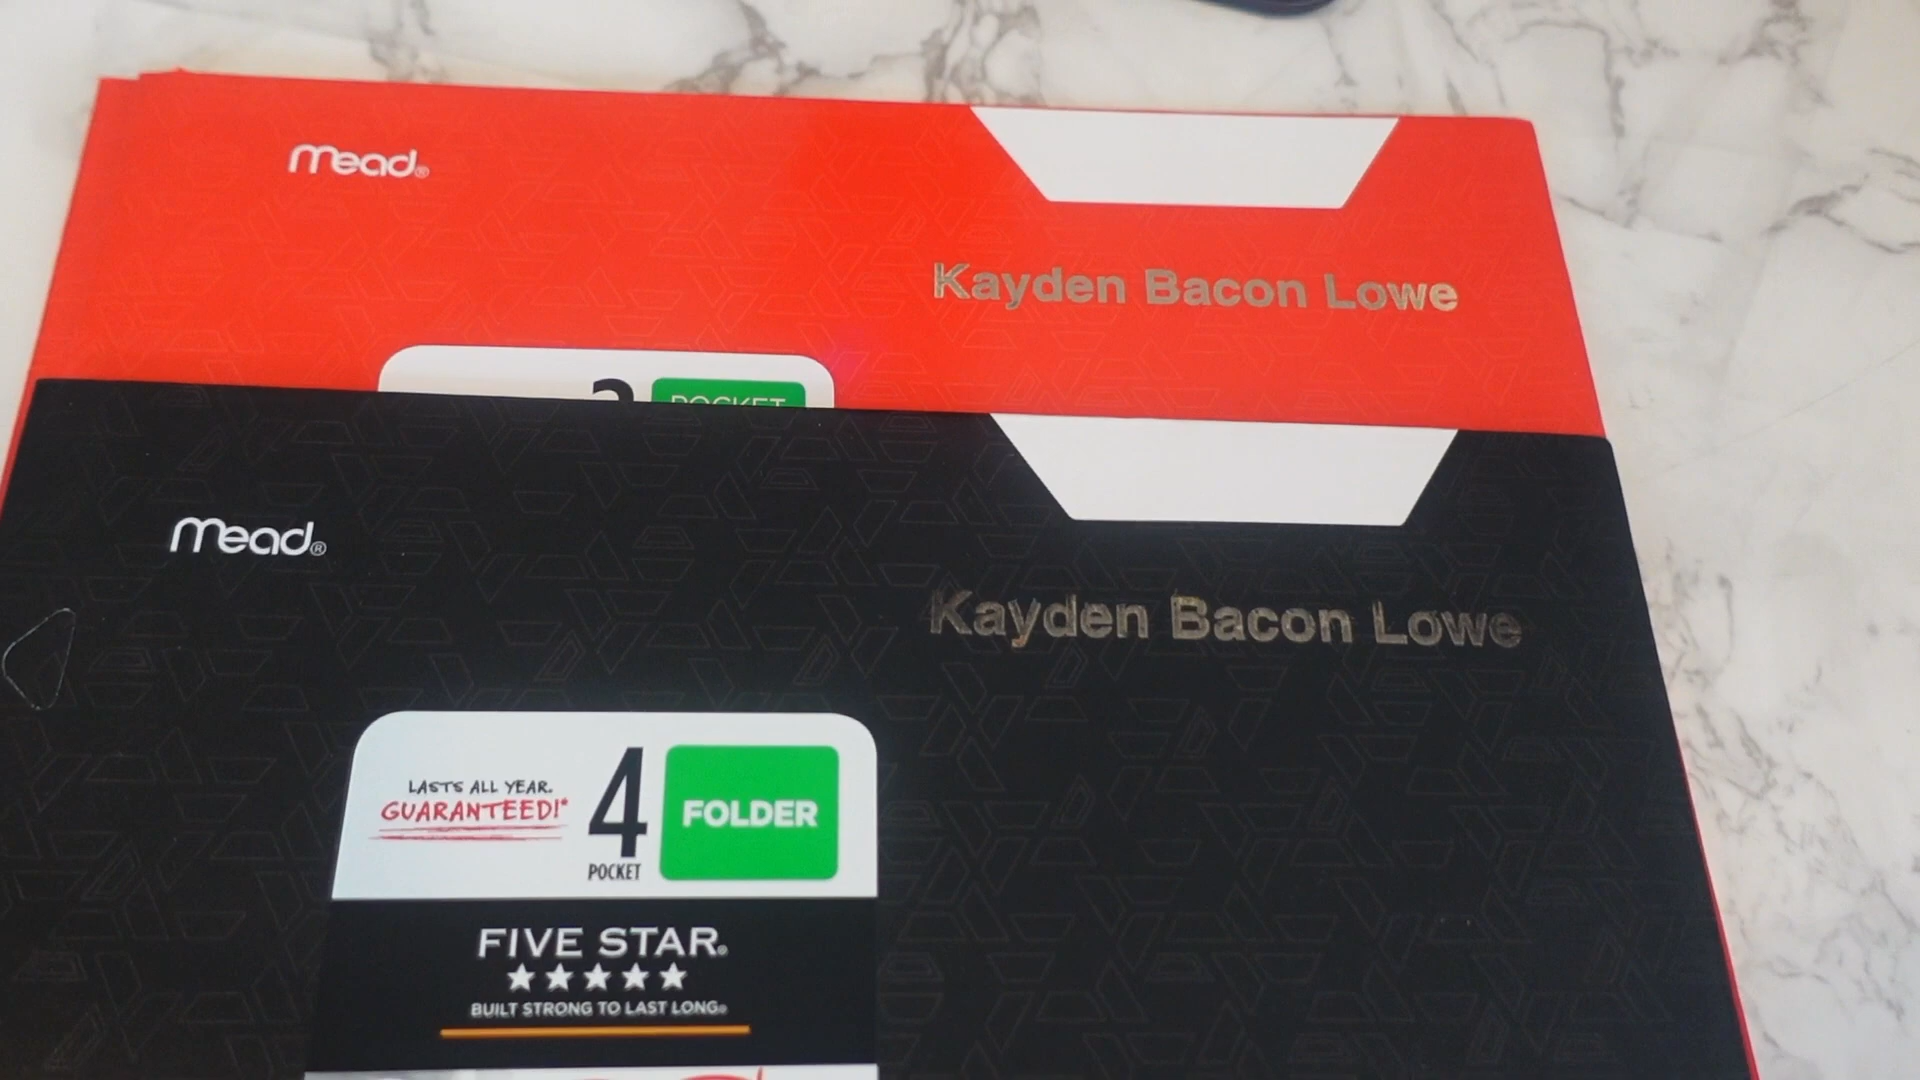 mead®
Kayden Bacon Lowe
POCKET
mead®
Kayden Bacon Lowe
LASTS ALL YEAR.
GUARANTEED!*
4
POCKET
FOLDER
FIVE STAR®
BUILT STRONG TO LAST LONG®